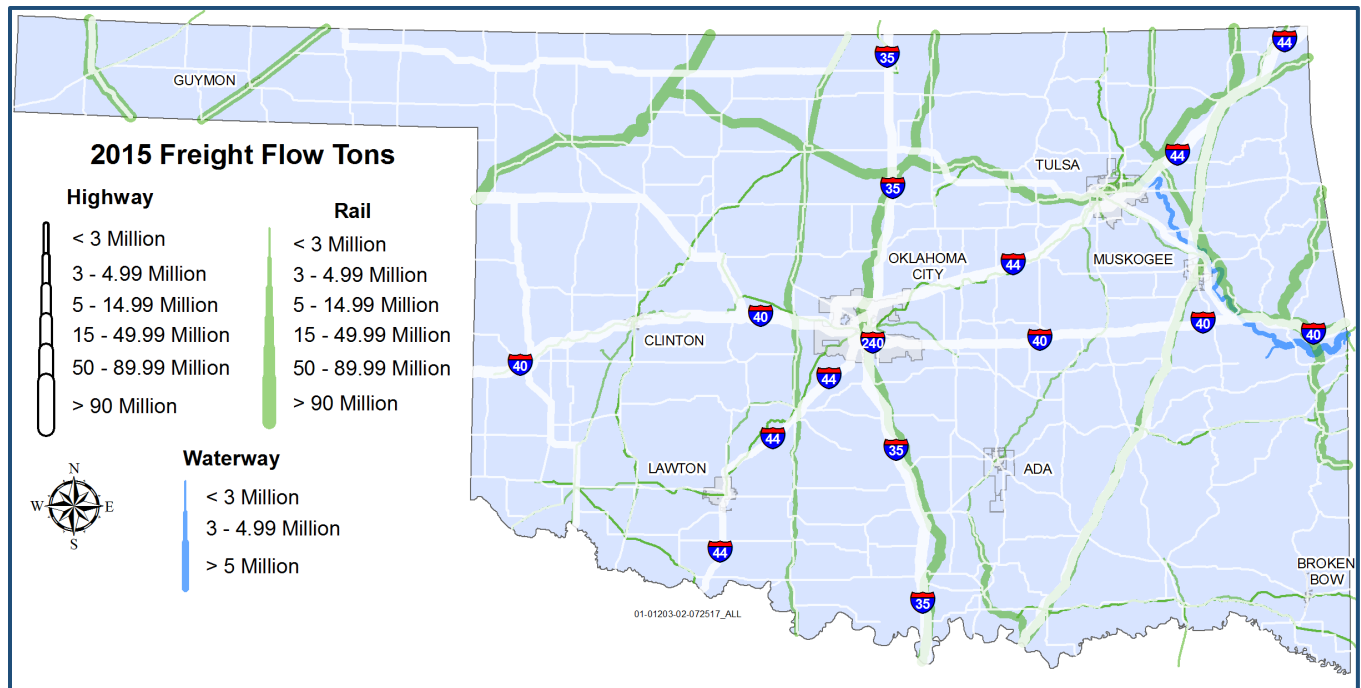 44
35
GUYMON
2015 Freight Flow Tons
44
TULSA
35
Highway
Rail
< 3 Million
3 - 4.99 Million
5 - 14.99 Million
15 - 49.99 Million
50 - 89.99 Million
> 90 Million
< 3 Million
3 - 4.99 Million
5 - 14.99 Million
15 - 49.99 Million
50 - 89.99 Million
> 90 Million
OKLAHOMA
CITY
44
MUSKOGEE
40
40
CLINTON
240
40
40
40
44
44
35
Waterway
< 3 Million
3 - 4.99 Million
> 5 Million
N
W
E
S
LAWTON
ADA
44
BROKEN
BOW
35
01-01203-02-072517_ALL